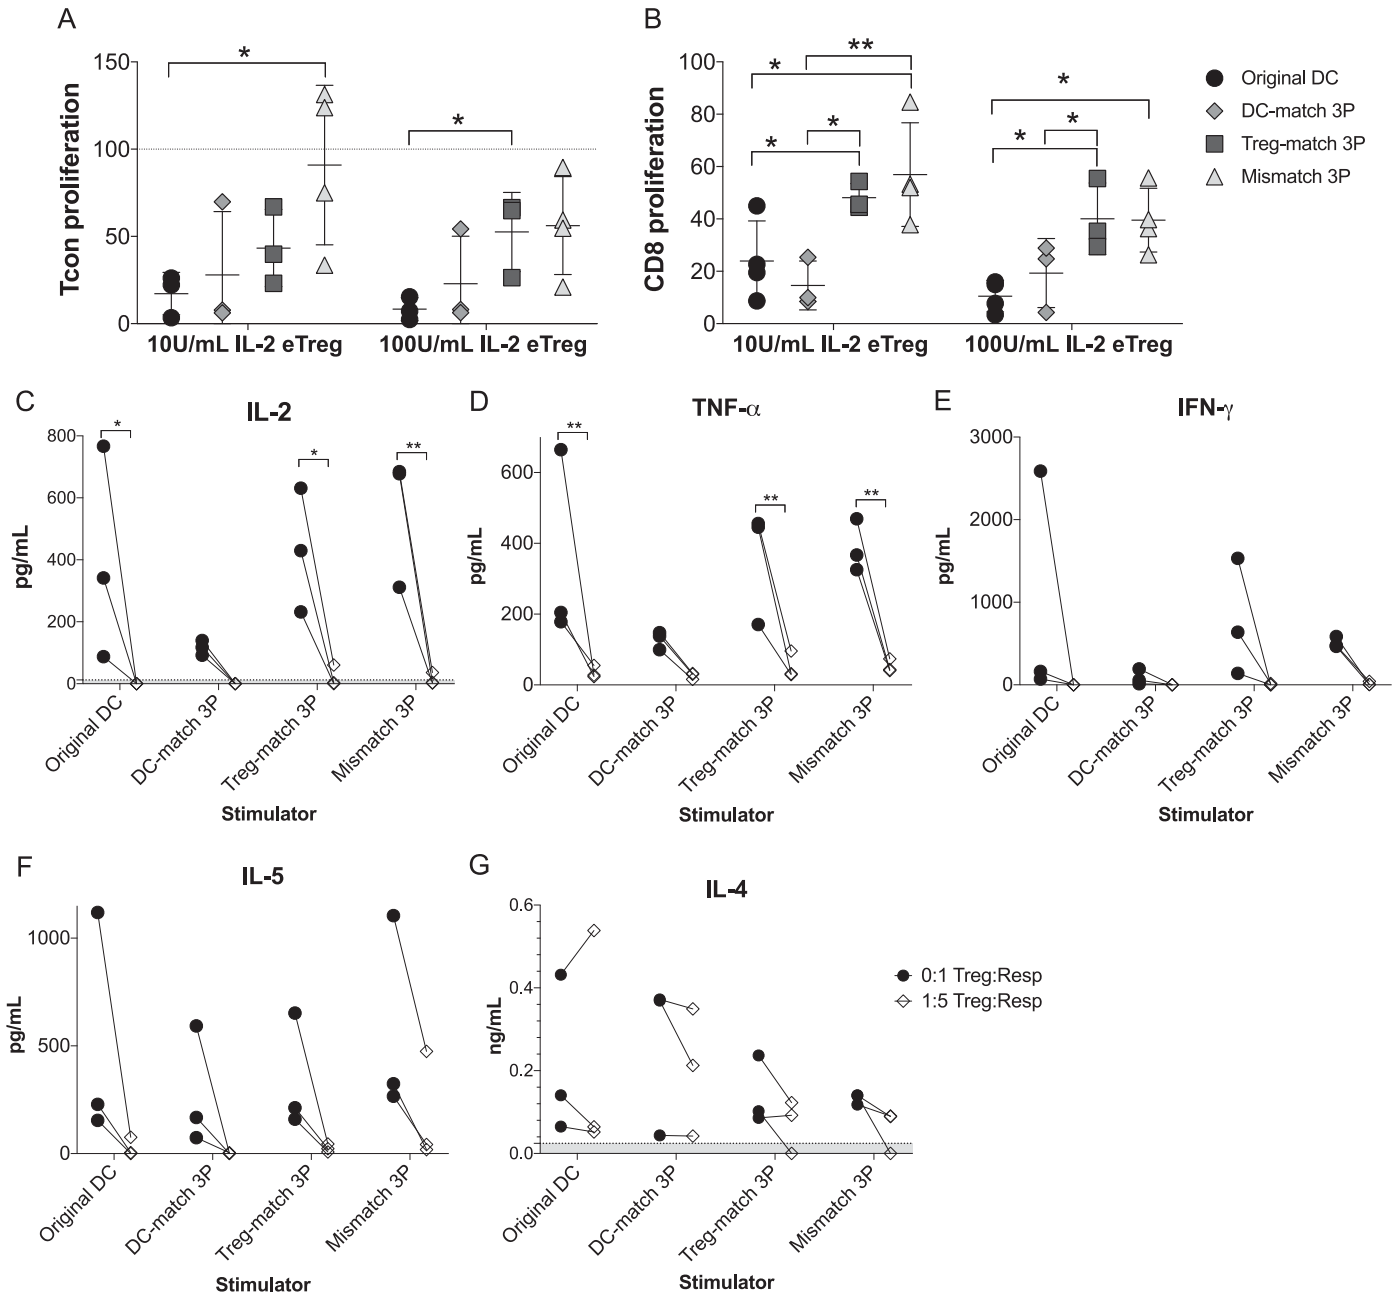 A
Tcon proliferation
150
100
50
0
*
*
10U/mL IL-2 eTreg
100U/mL IL-2 eTreg
B
CD8 proliferation
100
80
60
40
20
0
*
**
*
*
*
*
*
10U/mL IL-2 eTreg
100U/mL IL-2 eTreg
Original DC
DC-match 3P
Treg-match 3P
Mismatch 3P
C
IL-2
pg/mL
800
600
400
200
0
*
*
**
Original DC
DC-match 3P
Treg-match 3P
Mismatch 3P
Stimulator
D
TNF-α
pg/mL
600
400
200
0
**
**
**
Original DC
DC-match 3P
Treg-match 3P
Mismatch 3P
Stimulator
E
IFN-γ
pg/mL
3000
2000
1000
0
Original DC
DC-match 3P
Treg-match 3P
Mismatch 3P
Stimulator
F
IL-5
pg/mL
1000
500
0
Original DC
DC-match 3P
Treg-match 3P
Mismatch 3P
Stimulator
G
IL-4
ng/mL
0.6
0.4
0.2
0.0
Original DC
DC-match 3P
Treg-match 3P
Mismatch 3P
Stimulator
0:1 Treg:Resp
1:5 Treg:Resp